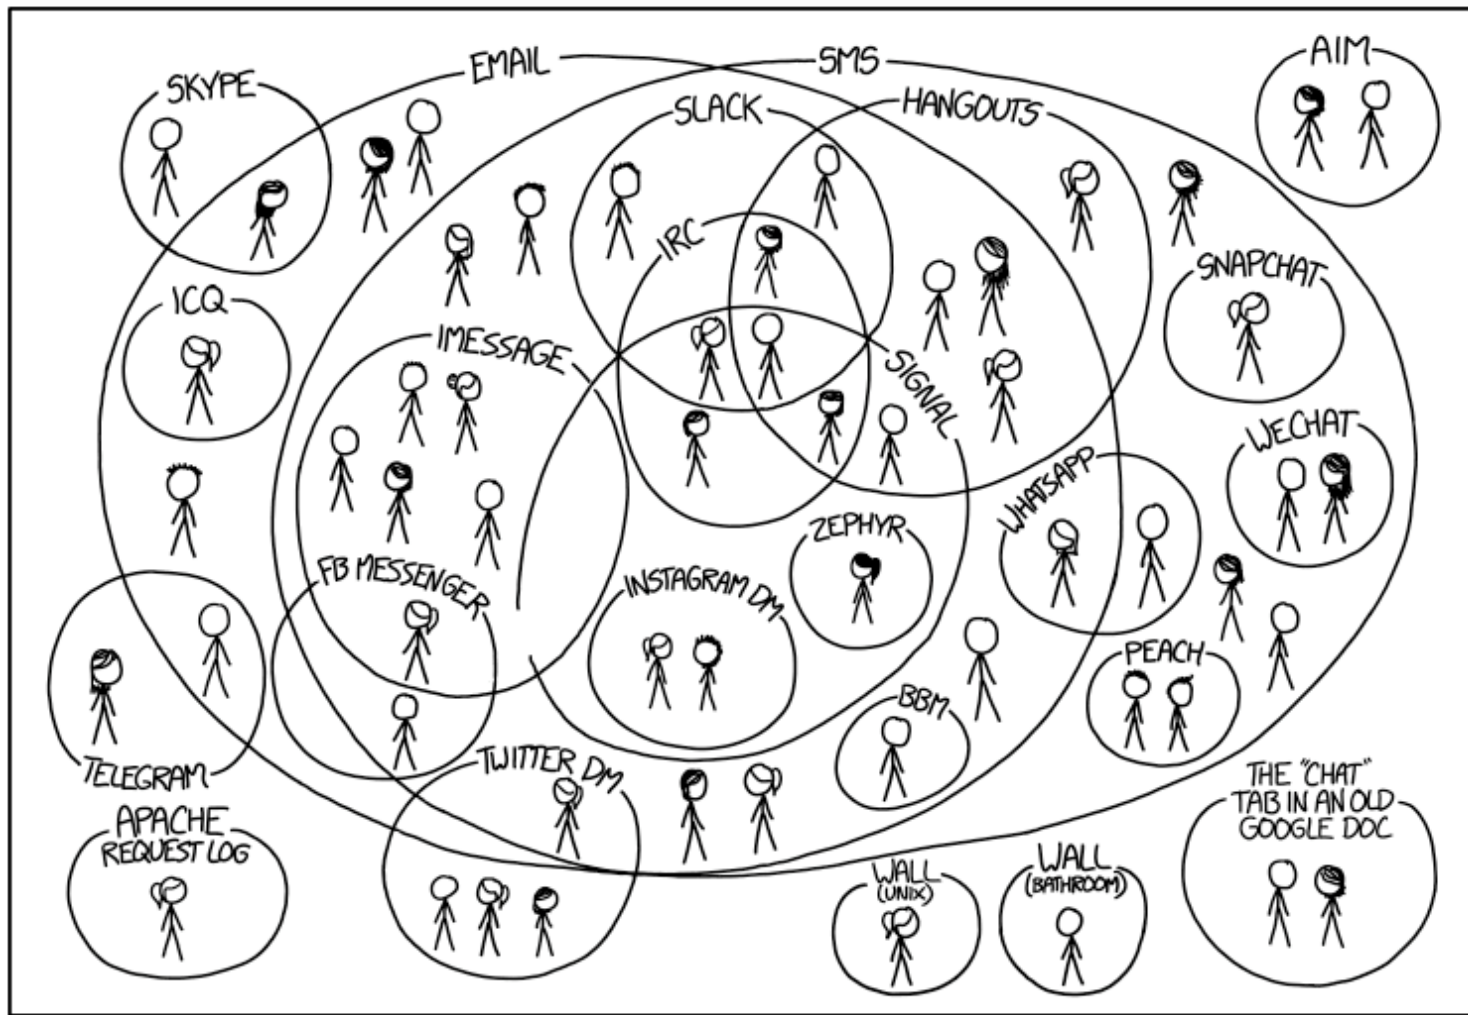 EMAIL
SMS
AIM
SKYPE
SLACK
HANGOUTS
IRC
SNAPCHAT
ICQ
IMESSAGE
SIGNAL
WECHAT
WHATSAPP
ZEPHYR
FB MESSENGER
INSTAGRAM DM
PEACH
BBM
TELEGRAM
TWITTER DM
THE "CHAT"
TAB IN AN OLD
GOOGLE DOC
APACHE
REQUEST LOG
WALL
(UNIX)
WALL
(BATHROOM)